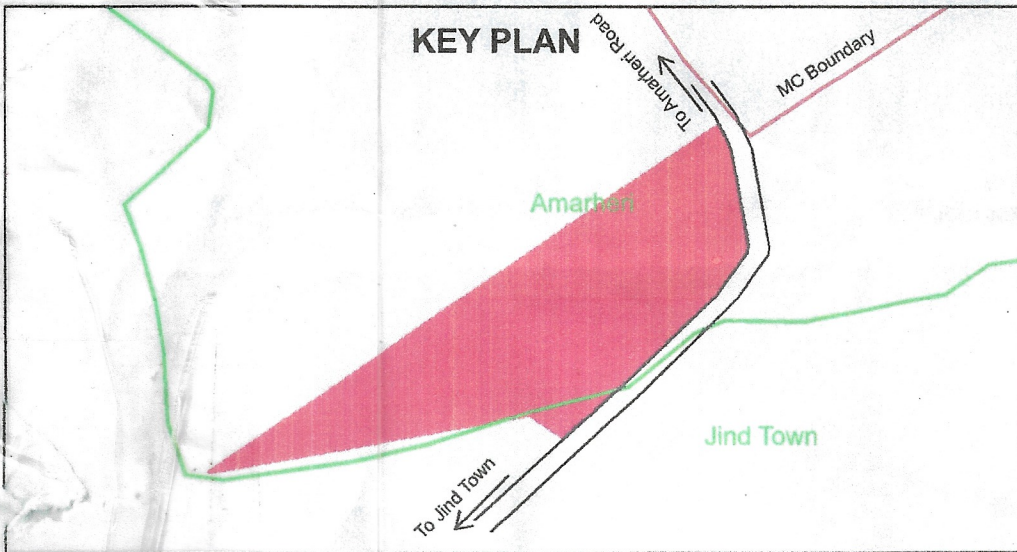 KEY PLAN
To Amarheri Road
MC Boundary
Amarheri
Jind Town
To Jind Town